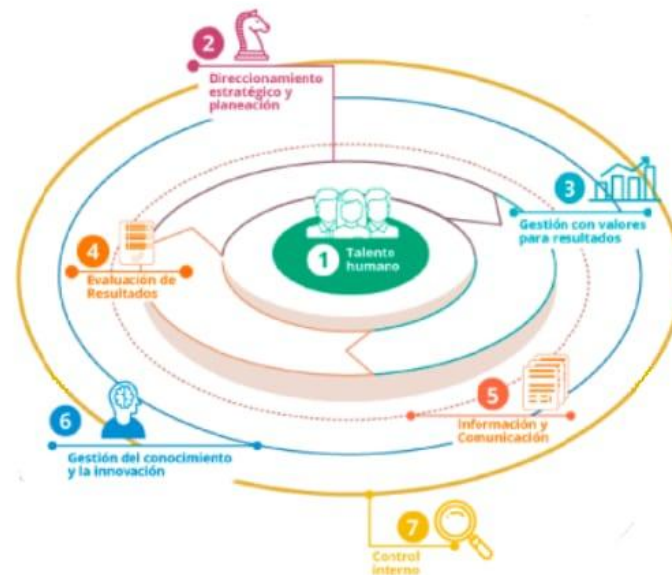 1 Talento
humano
2
Direccionamiento
estratégico y
planeación
3
Gestión con valores
para resultados
4
Evaluación de
Resultados
5
Información y
Comunicación
6
Gestión del conocimiento
y la innovación
7
Control
interno